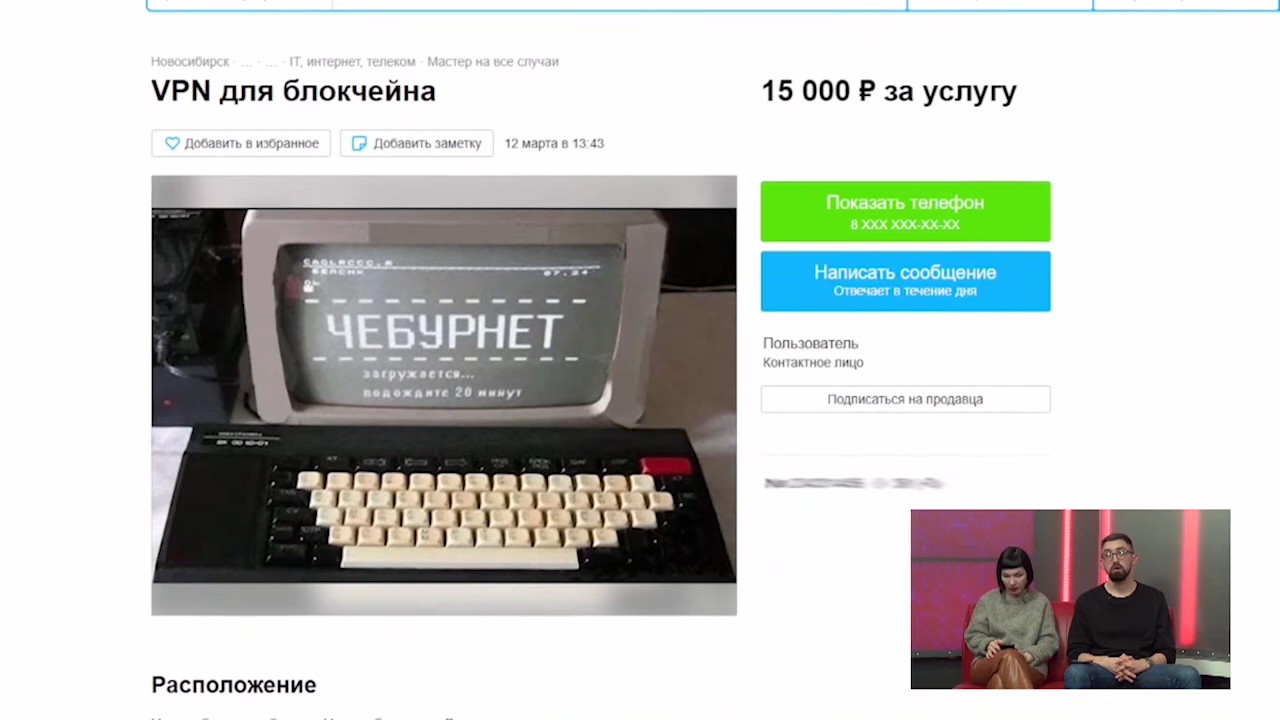 Новосибирск · ... · ... · IT, интернет, телеком · Мастер на все случаи
VPN для блокчейна
15 000 ₽ за услугу
Добавить в избранное
Добавить заметку
12 марта в 13:43
Показать телефон
8 XXX XXX-XX-XX
Написать сообщение
Отвечает в течение дня
Пользователь
Контактное лицо
Подписаться на продавца
07.24
ЧЕБУРНЕТ
загружается...
подождите 20 минут
Расположение